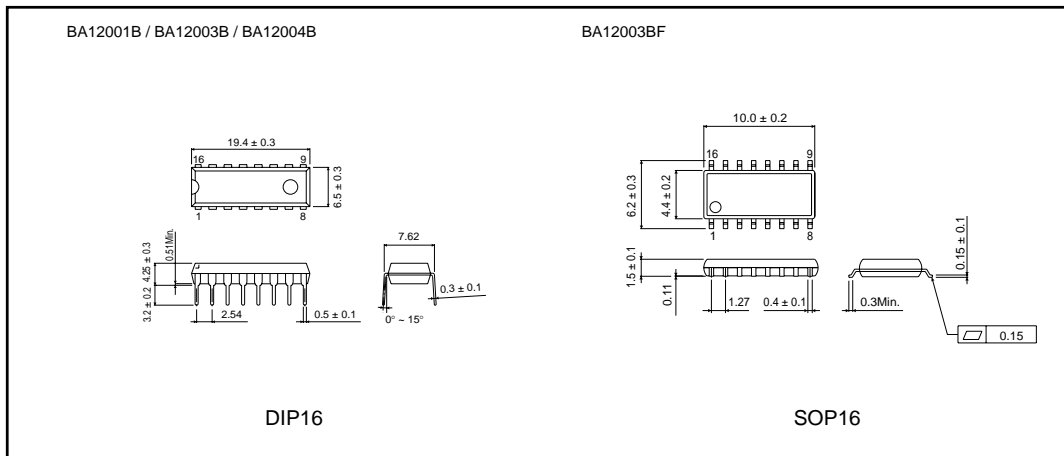 BA12001B / BA12003B / BA12004B
19.4 ± 0.3
16
9
6.5 ± 0.3
1
8
0.51Min.
4.25 ± 0.3
3.2 ± 0.2
2.54
0.5 ± 0.1
7.62
0.3 ± 0.1
0° ~ 15°
DIP16
BA12003BF
10.0 ± 0.2
16
9
6.2 ± 0.3
4.4 ± 0.2
1
8
1.5 ± 0.1
0.11
1.27
0.4 ± 0.1
0.15 ± 0.1
0.3Min.
0.15
SOP16